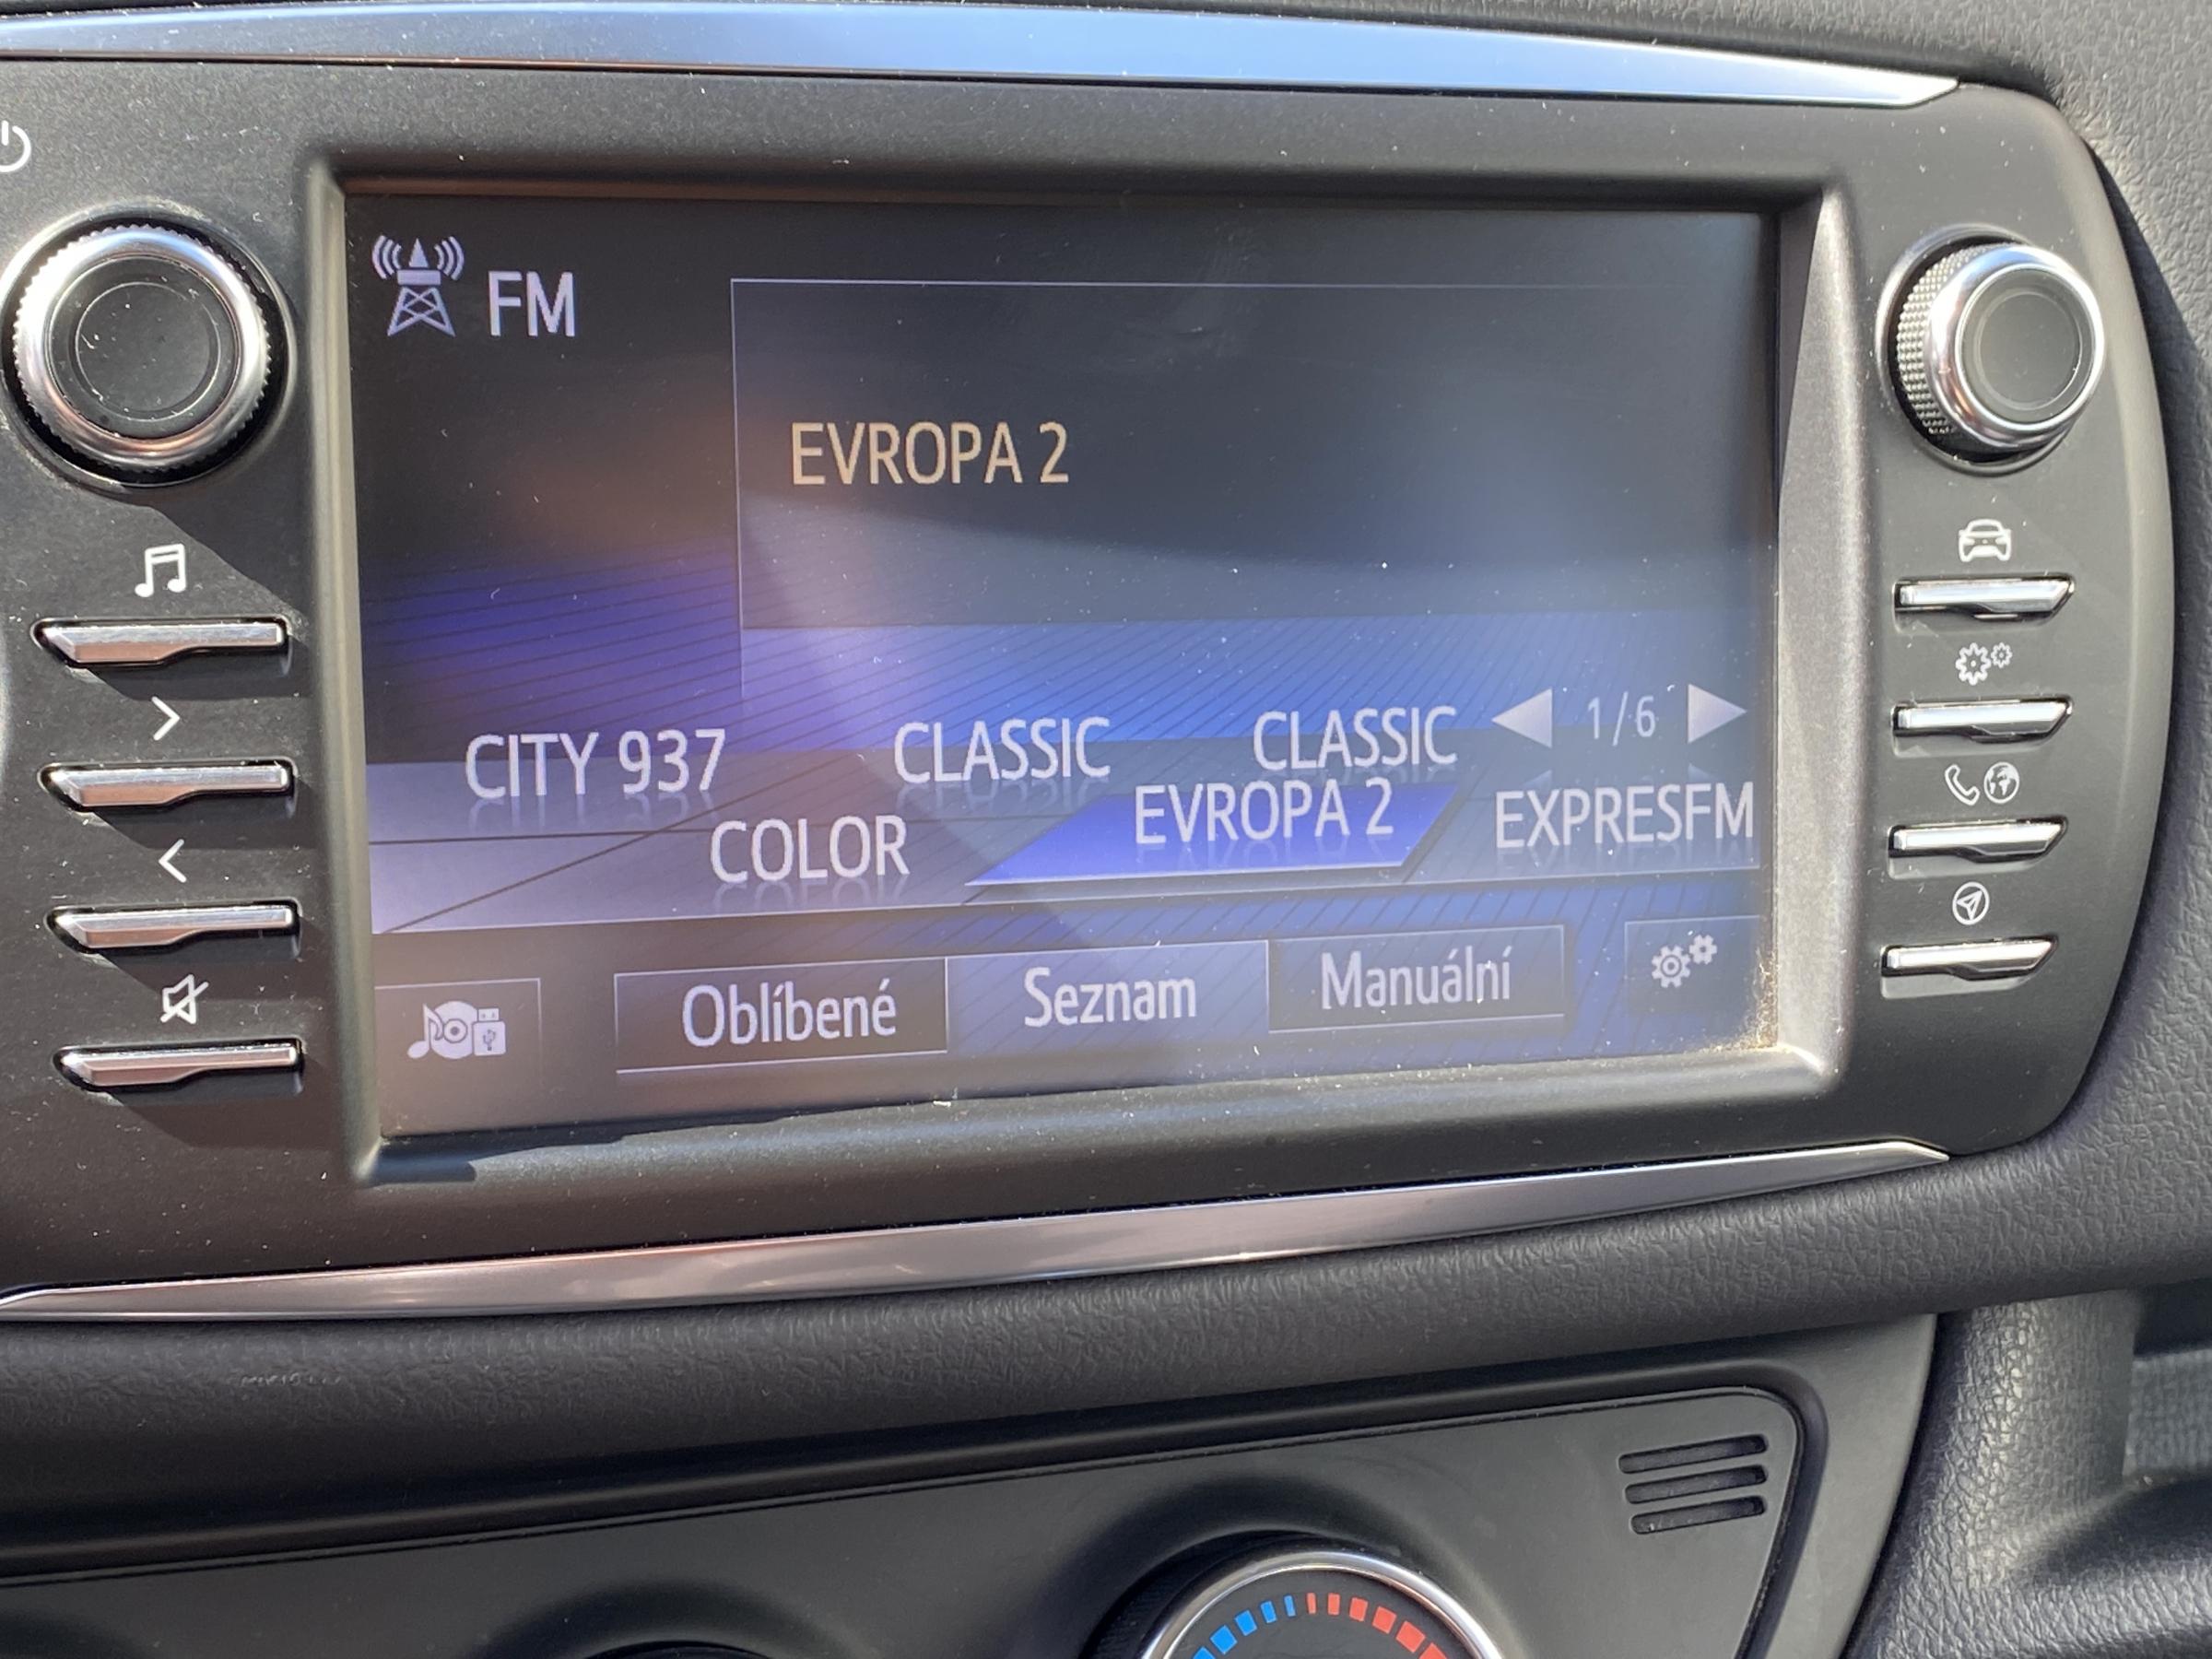 FM
EVROPA 2
CITY 937 CLASSIC CLASSIC 1/6
COLOR EVROPA 2 EXPRESFM
Oblíbené Seznam Manuální